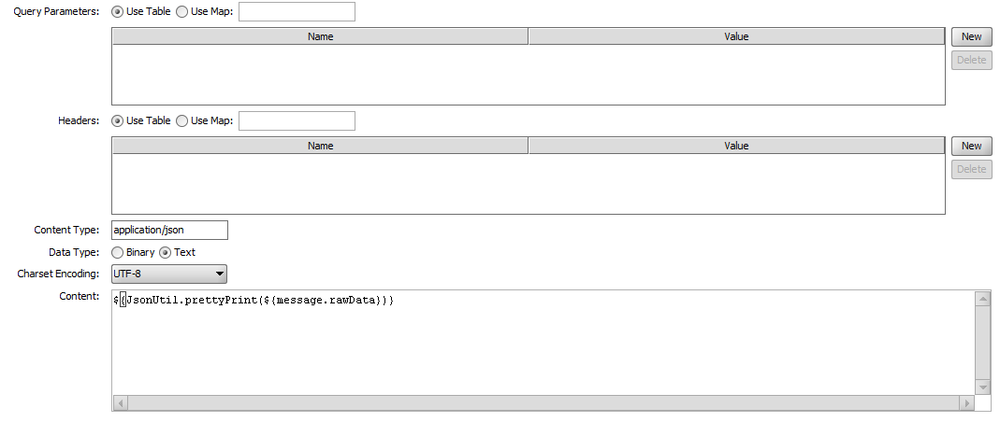 Query Parameters: Use Table Use Map:
Name Value New
Delete
Headers: Use Table Use Map:
Name Value New
Delete
Content Type: application/json
Data Type: Binary Text
Charset Encoding: UTF-8
Content: ${JsonUtil.prettyPrint(${message.rawData})}